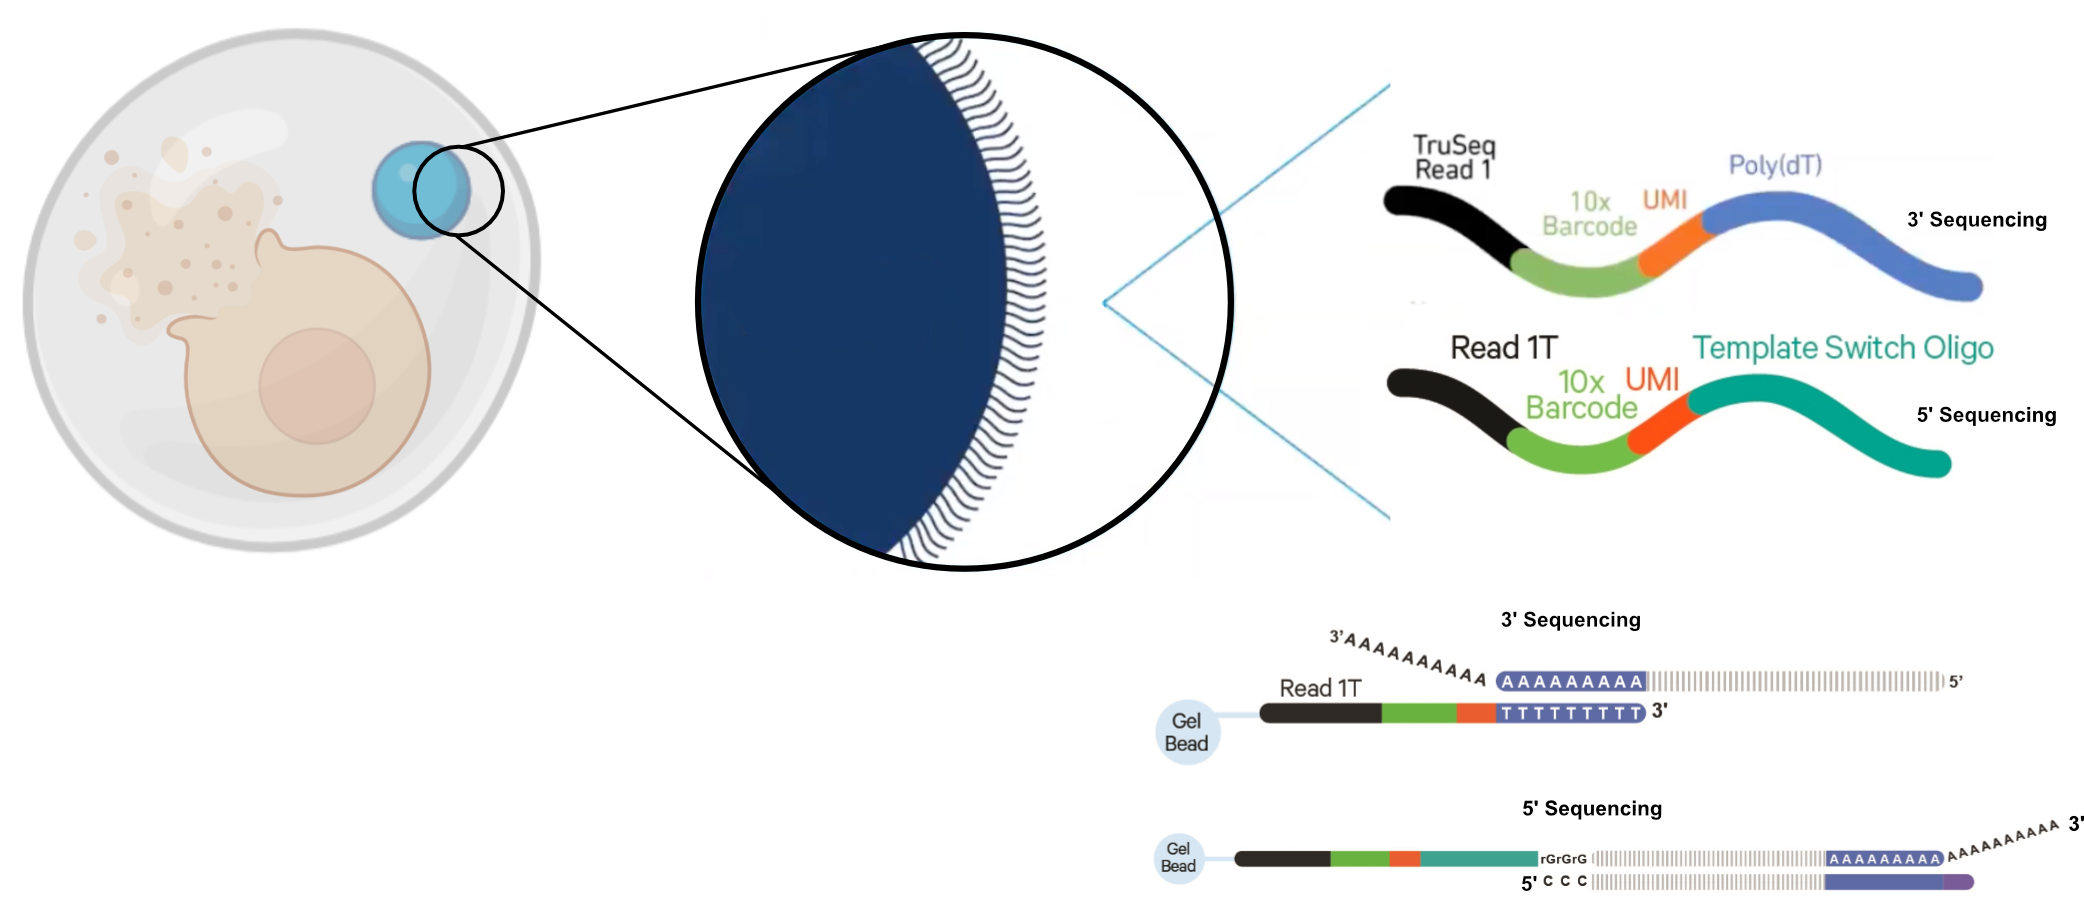 TruSeq
Read 1
10x
Barcode
UMI
Poly(dT)
3' Sequencing
Read 1T
10x
Barcode
UMI
Template Switch Oligo
5' Sequencing
3' Sequencing
3’AAAAAAAAAA
AAAAAAAAA
5’
Read 1T
Gel
Bead
TTTTTTTTT
3'
5' Sequencing
Gel
Bead
rGrGrG
AAAAAAAAA
AAAAAAAAAA
3'
5' C C C